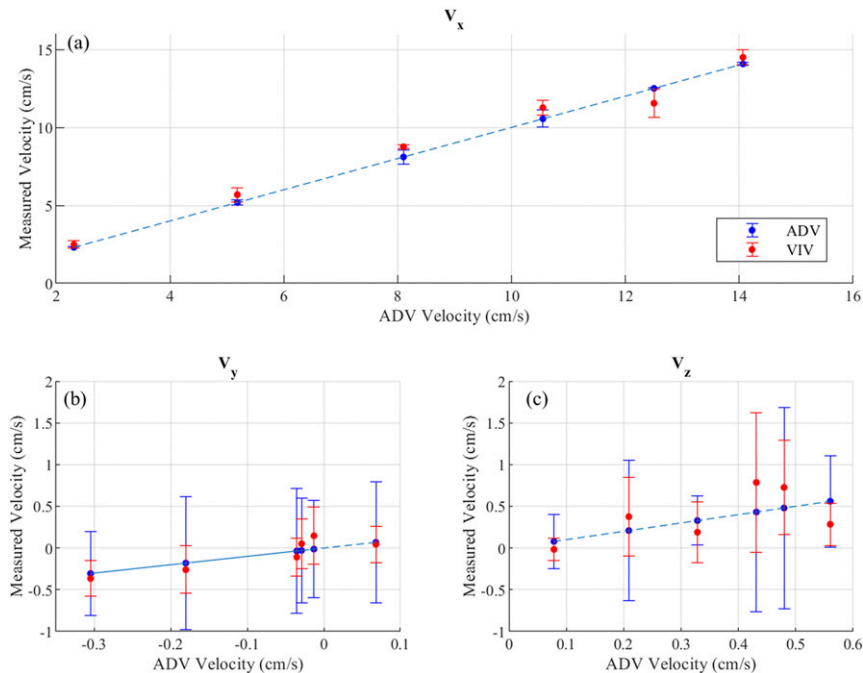 V_x
(a)
15
10
5
0
Measured Velocity (cm/s)
ADV
VIV
2 4 6 8 10 12 14 16
ADV Velocity (cm/s)
V_y
(b)
2
1.5
1
0.5
0
-0.5
-1
Measured Velocity (cm/s)
-0.3 -0.2 -0.1 0 0.1
ADV Velocity (cm/s)
V_z
(c)
2
1.5
1
0.5
0
-0.5
-1
Measured Velocity (cm/s)
0 0.1 0.2 0.3 0.4 0.5 0.6
ADV Velocity (cm/s)